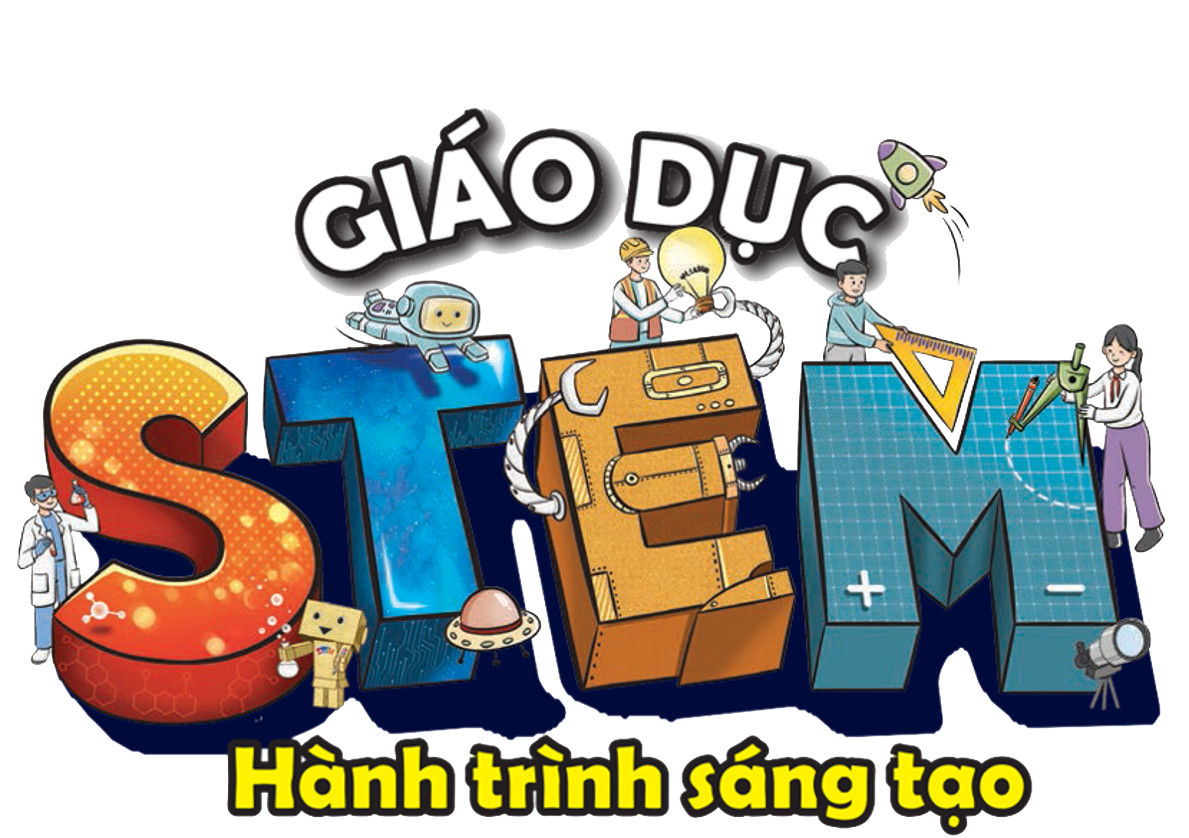 GIÁO DỤC
STEM
+ −
Hành trình sáng tạo